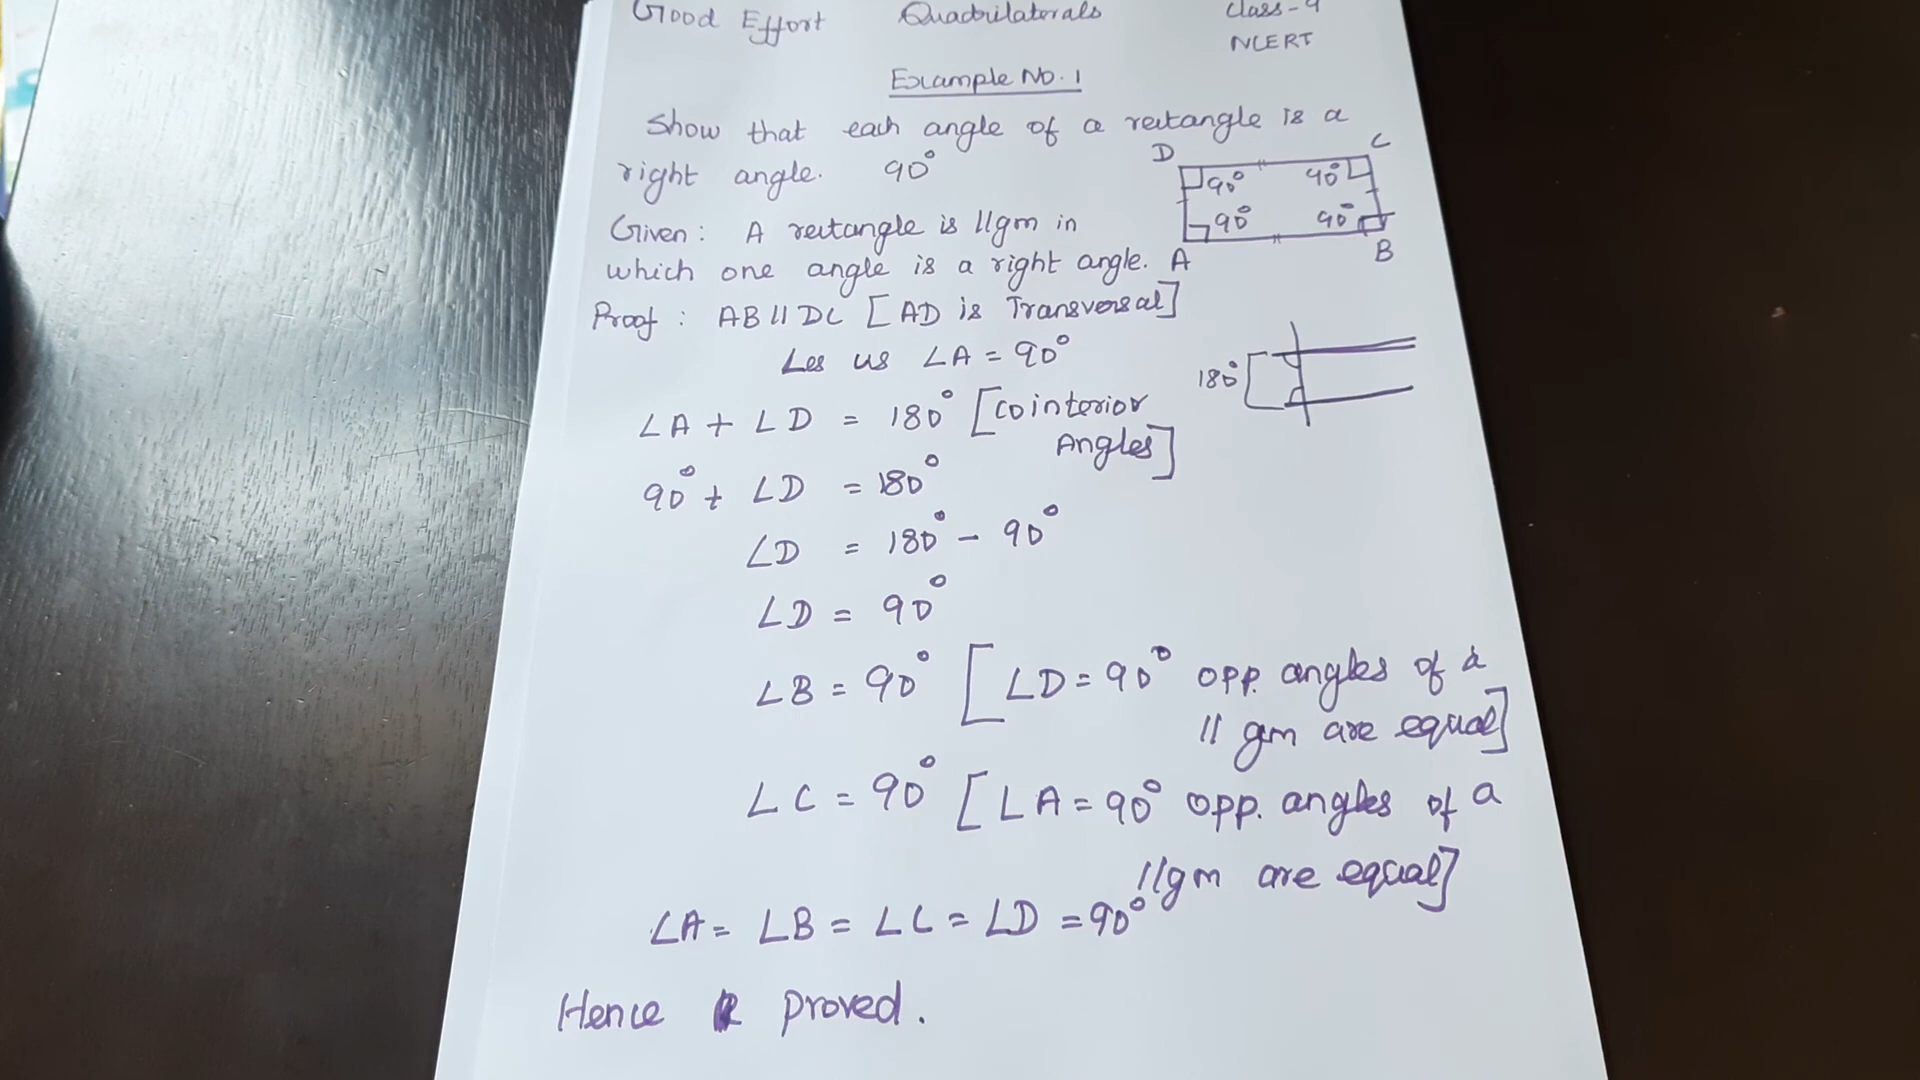 Good Effort Quadrilaterals Class-9
NCERT
Example No. 1
Show that each angle of a rectangle is a
right angle. 90°
D C
90° 90°
90° 90°
A B
Given: A rectangle is llgm in
which one angle is a right angle.
Proof: AB ll DC [AD is Transversal]
Les us ∠A = 90°
180°
∠A + ∠D = 180° [cointerior
Angles]
90° + ∠D = 180°
∠D = 180° - 90°
∠D = 90°
∠B = 90° [∠D = 90° opp. angles of a
ll gm are equal]
∠C = 90° [∠A = 90° opp. angles of a
llgm are equal]
∠A = ∠B = ∠C = ∠D = 90°
Hence proved.